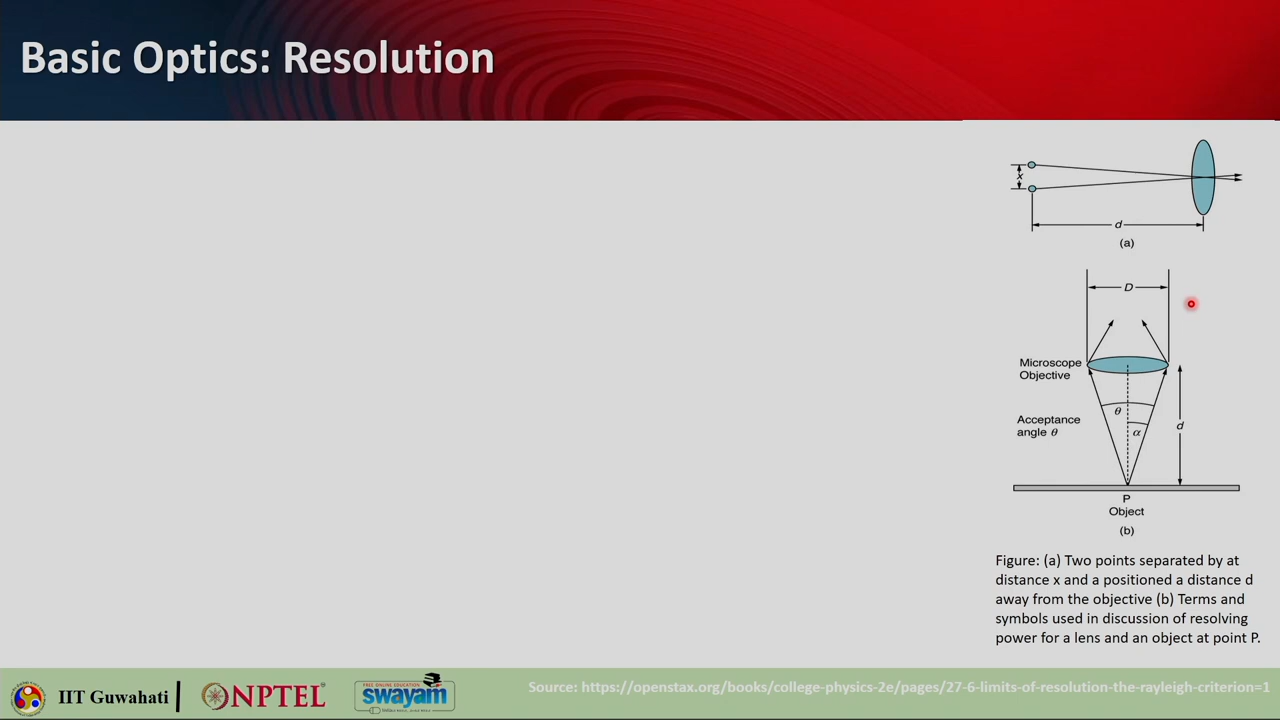 Basic Optics: Resolution
x
d
(a)
D
Microscope
Objective
Acceptance
angle θ
θ
α
d
P
Object
(b)
Figure: (a) Two points separated by at
distance x and a positioned a distance d
away from the objective (b) Terms and
symbols used in discussion of resolving
power for a lens and an object at point P.
IIT Guwahati
NPTEL
FREE ONLINE EDUCATION
swayam
Source: https://openstax.org/books/college-physics-2e/pages/27-6-limits-of-resolution-the-rayleigh-criterion=1